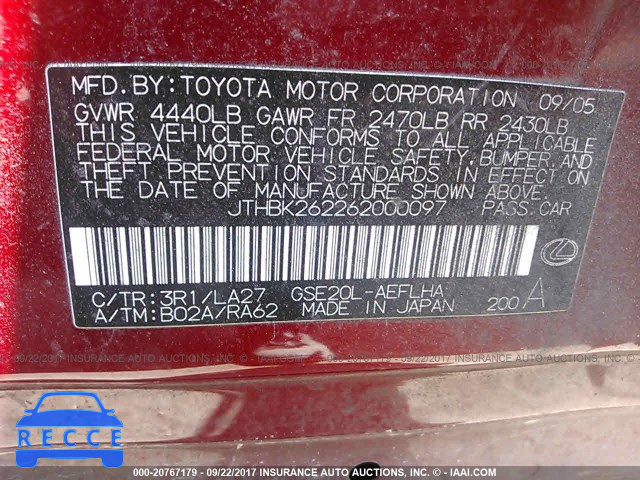 MFD. BY: TOYOTA MOTOR CORPORATION 09/05
GVWR 4440LB GAWR FR 2470LB RR 2430LB
THIS VEHICLE CONFORMS TO ALL APPLICABLE
FEDERAL MOTOR VEHICLE SAFETY, BUMPER, AND
THEFT PREVENTION STANDARDS IN EFFECT ON
THE DATE OF MANUFACTURE SHOWN ABOVE.
JTHBK262262000097 PASS. CAR
C/TR: 3R1/LA27 GSE20L-AEFLHA
A/TM: B02A/RA62 MADE IN JAPAN 200 A
RECCE
000-20767179 - 09/22/2017 - INSURANCE AUTO AUCTIONS, CORP. - © - IAAI.COM